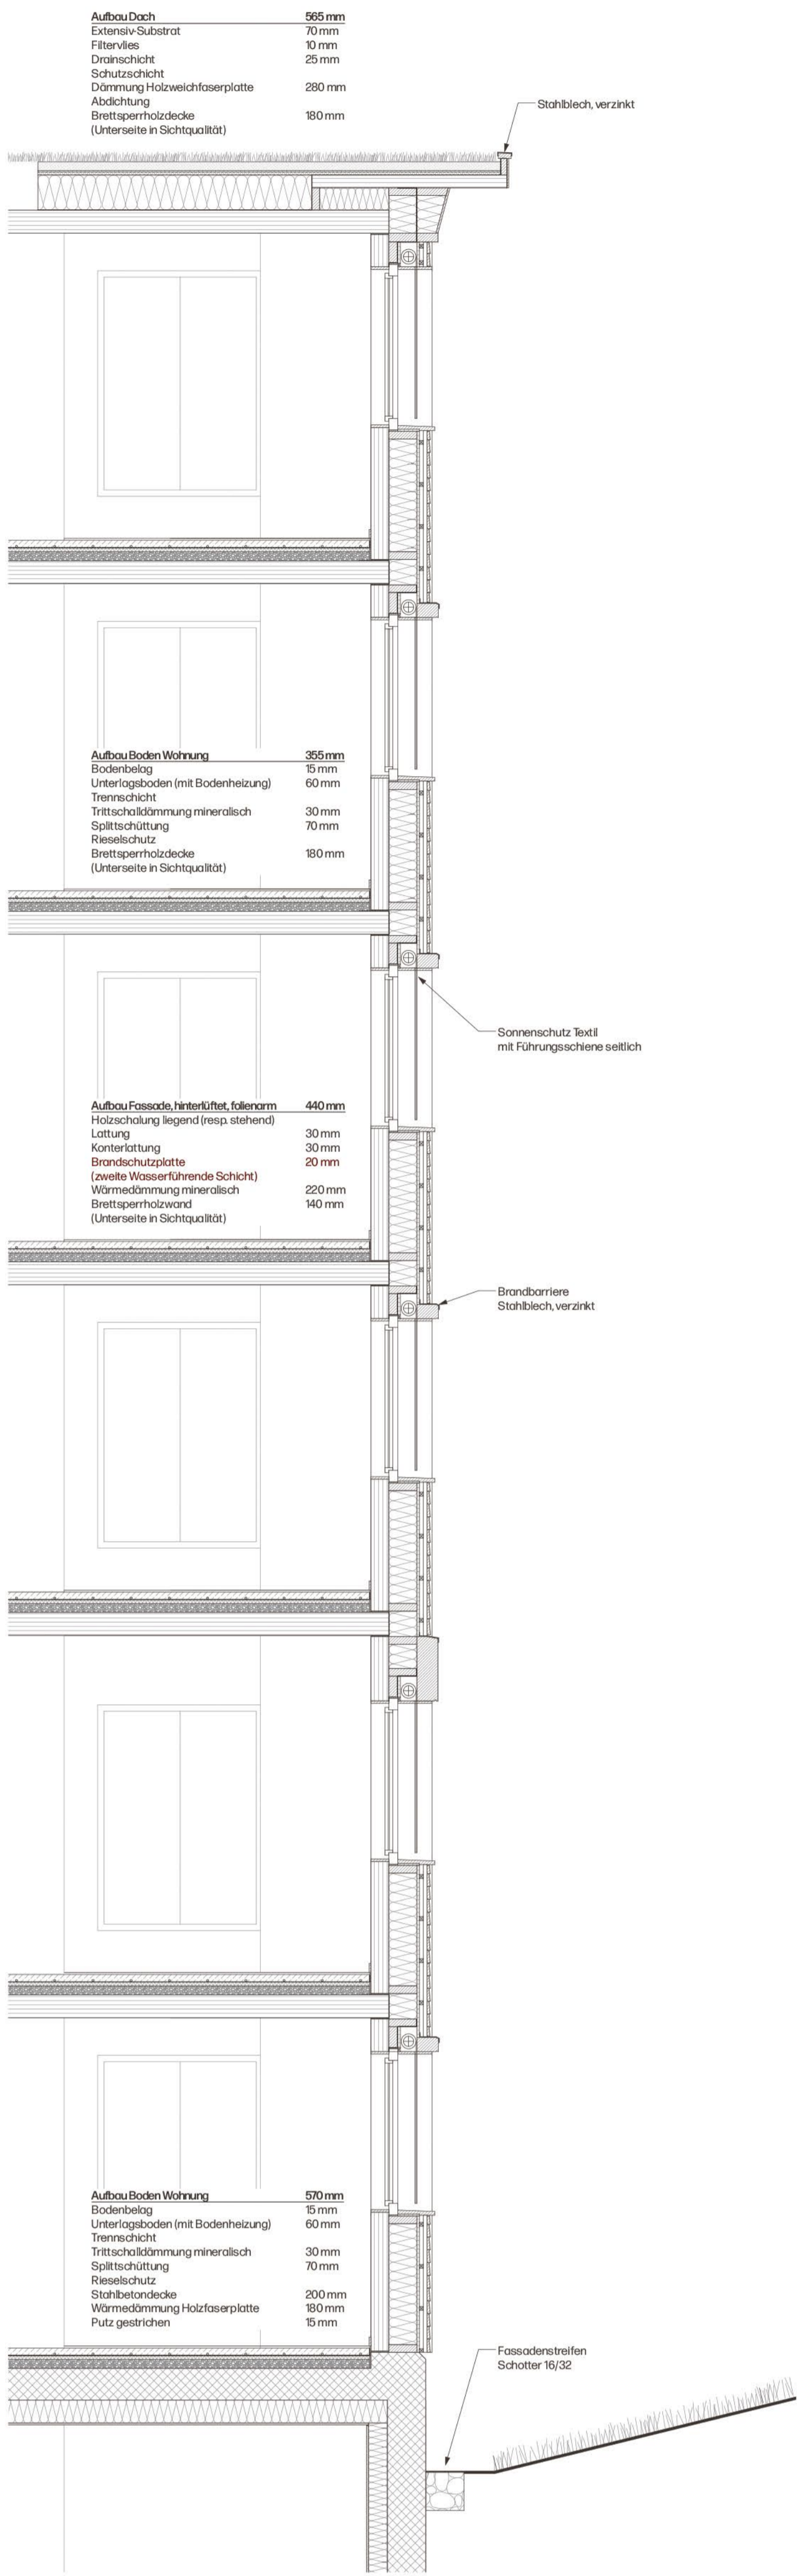 Aufbau Dach 565 mm
Extensiv-Substrat 70 mm
Filtervlies 10 mm
Drainschicht 25 mm
Schutzschicht
Dämmung Holzweichfaserplatte 280 mm
Abdichtung
Brettsperrholzdecke 180 mm
(Unterseite in Sichtqualität)
Stahlblech, verzinkt
Aufbau Boden Wohnung 355 mm
Bodenbelag 15 mm
Unterlagsboden (mit Bodenheizung) 60 mm
Trennschicht
Trittschalldämmung mineralisch 30 mm
Splittschüttung 70 mm
Rieselschutz
Brettsperrholzdecke 180 mm
(Unterseite in Sichtqualität)
Sonnenschutz Textil
mit Führungsschiene seitlich
Aufbau Fassade, hinterlüftet, folienarm 440 mm
Holzschalung liegend (resp. stehend)
Lattung 30 mm
Konterlattung 30 mm
Brandschutzplatte 20 mm
(zweite Wasserführende Schicht)
Wärmedämmung mineralisch 220 mm
Brettsperrholzwand 140 mm
(Unterseite in Sichtqualität)
Brandbarriere
Stahlblech, verzinkt
Aufbau Boden Wohnung 570 mm
Bodenbelag 15 mm
Unterlagsboden (mit Bodenheizung) 60 mm
Trennschicht
Trittschalldämmung mineralisch 30 mm
Splittschüttung 70 mm
Rieselschutz
Stahlbetondecke 200 mm
Wärmedämmung Holzfaserplatte 180 mm
Putz gestrichen 15 mm
Fassadenstreifen
Schotter 16/32